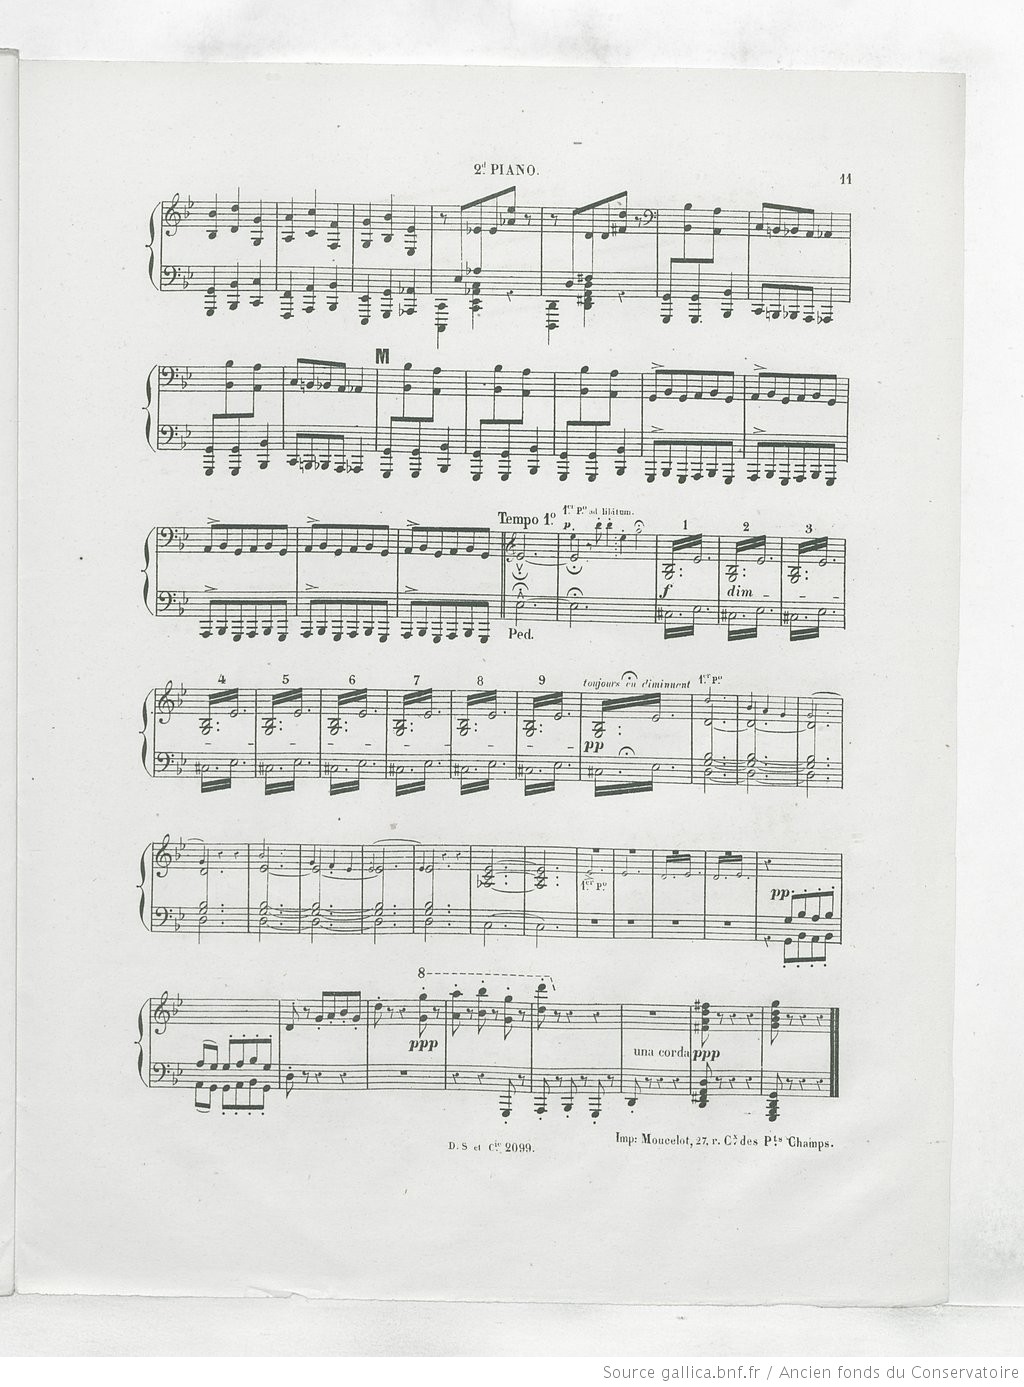 2.d PIANO.
11
M
Tempo 1.o
1.er P.o ad libitum.
p
1 2 3
f dim _ _ _
Ped.
4 5 6 7 8 9 toujours en diminuant 1.er P.o
_ _ _ _ _ _ _ _ pp
1.er P.o
pp
8
ppp
una corda ppp
D. S et C.ie 2099.
Imp: Moucelot, 27, r. C.x des P.ts Champs.
Source gallica.bnf.fr / Ancien fonds du Conservatoire